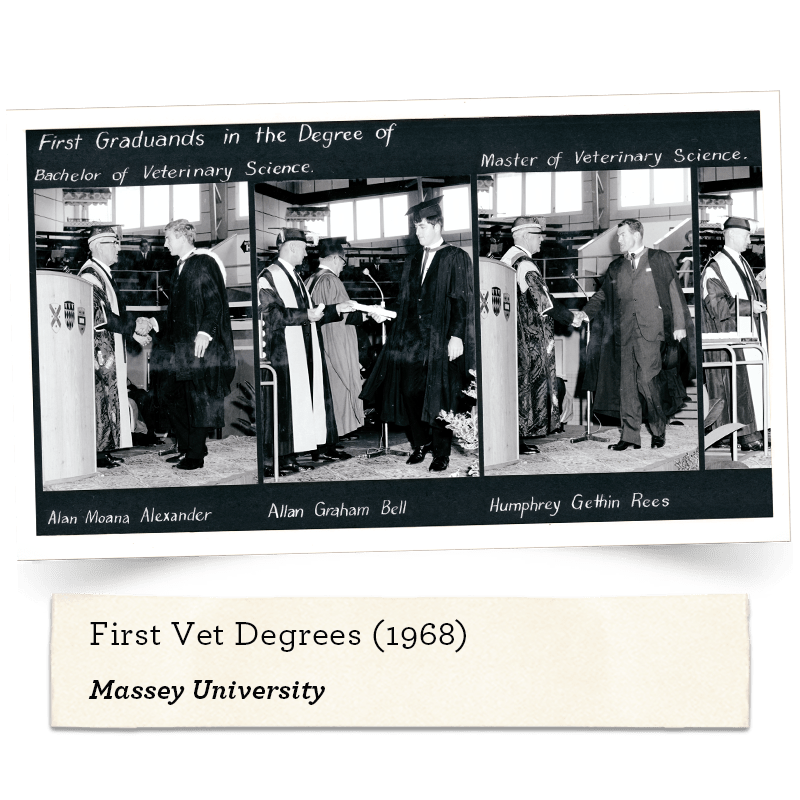 First Graduands in the Degree of
Bachelor of Veterinary Science.
Master of Veterinary Science.
Alan Moana Alexander
Allan Graham Bell
Humphrey Gethin Rees
First Vet Degrees (1968)
Massey University